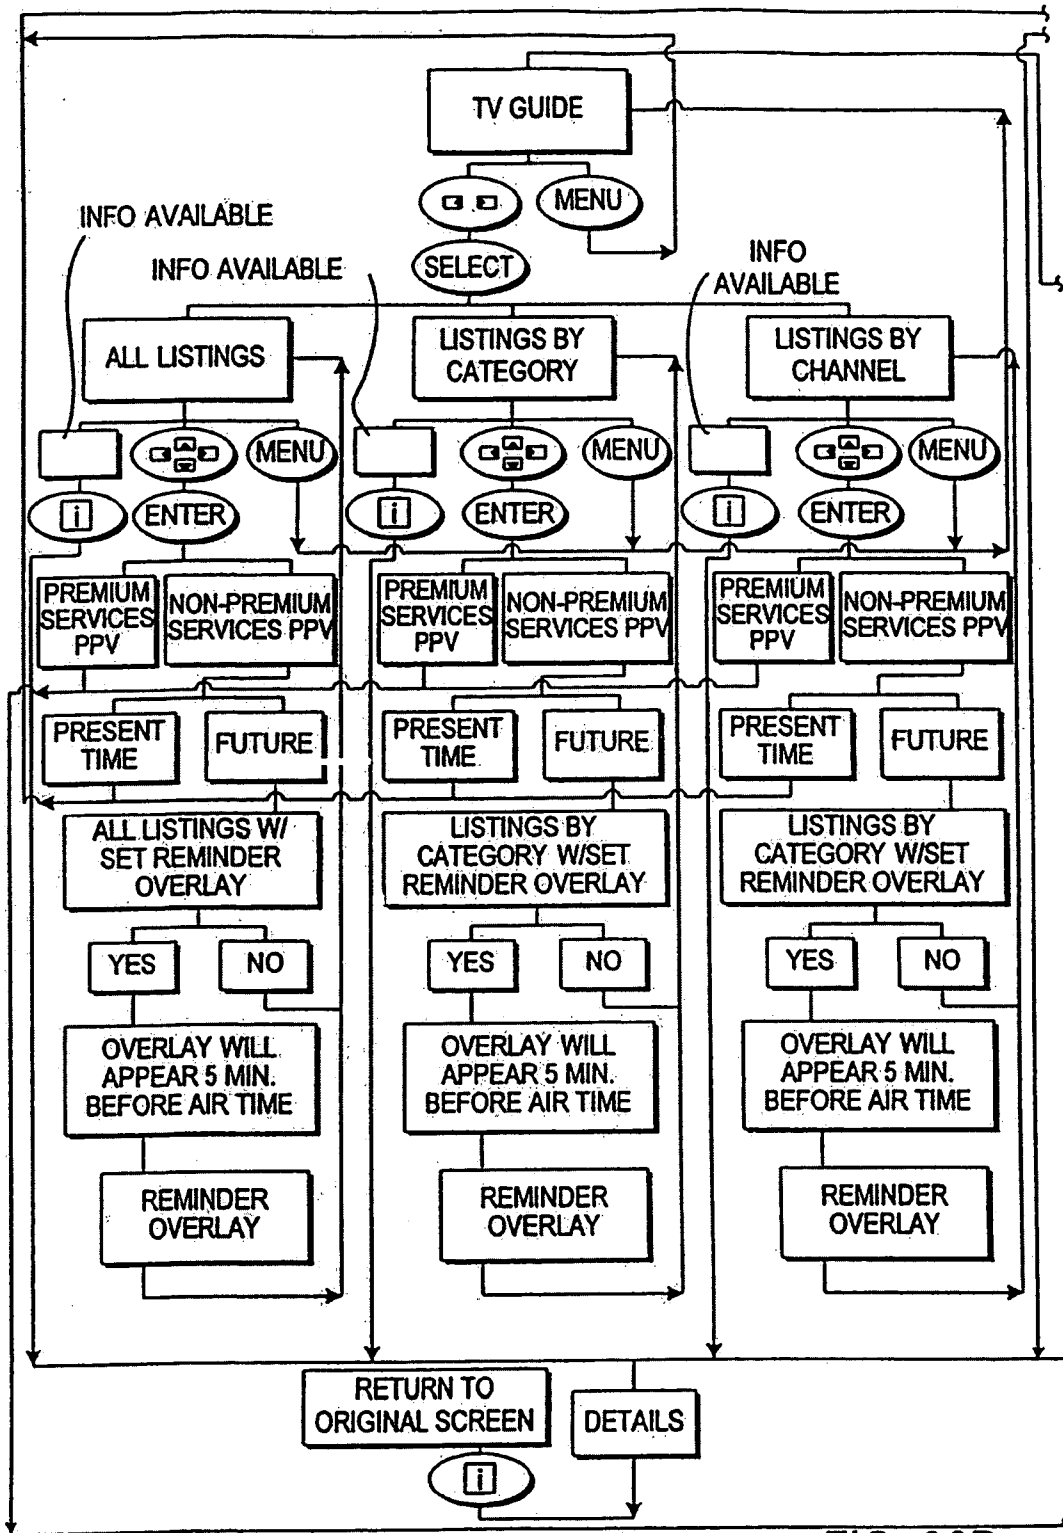 TV GUIDE
MENU
INFO AVAILABLE
SELECT
INFO AVAILABLE
INFO
AVAILABLE
ALL LISTINGS
LISTINGS BY
CATEGORY
LISTINGS BY
CHANNEL
MENU
MENU
MENU
i
ENTER
i
ENTER
i
ENTER
PREMIUM
SERVICES
PPV
NON-PREMIUM
SERVICES PPV
PREMIUM
SERVICES
PPV
NON-PREMIUM
SERVICES PPV
PREMIUM
SERVICES
PPV
NON-PREMIUM
SERVICES PPV
PRESENT
TIME
FUTURE
PRESENT
TIME
FUTURE
PRESENT
TIME
FUTURE
ALL LISTINGS W/
SET REMINDER
OVERLAY
LISTINGS BY
CATEGORY W/SET
REMINDER OVERLAY
LISTINGS BY
CATEGORY W/SET
REMINDER OVERLAY
YES
NO
YES
NO
YES
NO
OVERLAY WILL
APPEAR 5 MIN.
BEFORE AIR TIME
OVERLAY WILL
APPEAR 5 MIN.
BEFORE AIR TIME
OVERLAY WILL
APPEAR 5 MIN.
BEFORE AIR TIME
REMINDER
OVERLAY
REMINDER
OVERLAY
REMINDER
OVERLAY
RETURN TO
ORIGINAL SCREEN
DETAILS
i